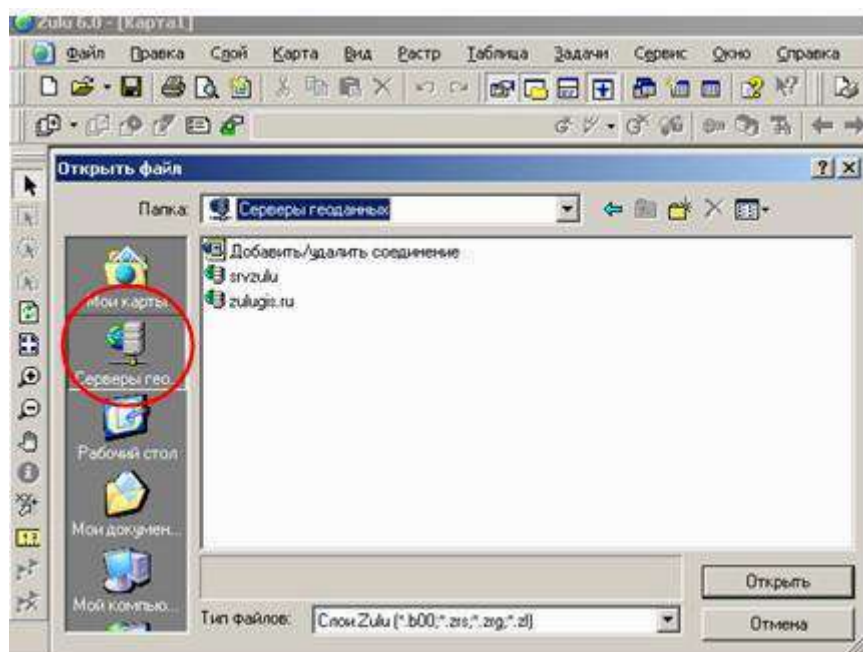 Zulu 6.0 - [Карта1]
Файл Правка Слой Карта Вид Растр Таблица Задачи Сервис Окно Справка
Открыть файл
Папка: Серверы геоданных
Добавить/удалить соединение
srvzulu
zulugis.ru
Мои карты
Серверы гео...
Рабочий стол
Мои докумен...
Мой компью...
Открыть
Тип файлов: Слои Zulu (*.b00;*.zrs;*.zrg;*.zl)
Отмена